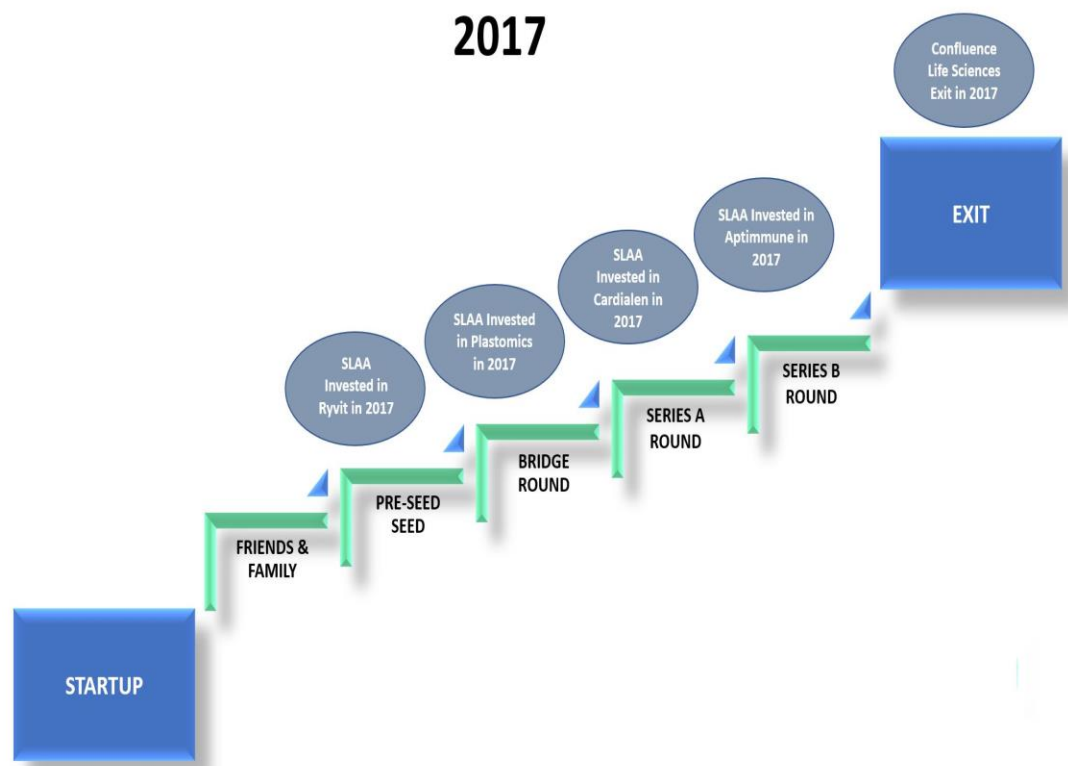 2017
Confluence
Life Sciences
Exit in 2017
EXIT
SLAA Invested in
Aptimmune in
2017
SLAA
Invested in
Cardialen in
2017
SLAA Invested
in Plastomics
in 2017
SLAA
Invested in
Ryvit in 2017
SERIES B
ROUND
SERIES A
ROUND
BRIDGE
ROUND
PRE-SEED
SEED
FRIENDS &
FAMILY
STARTUP